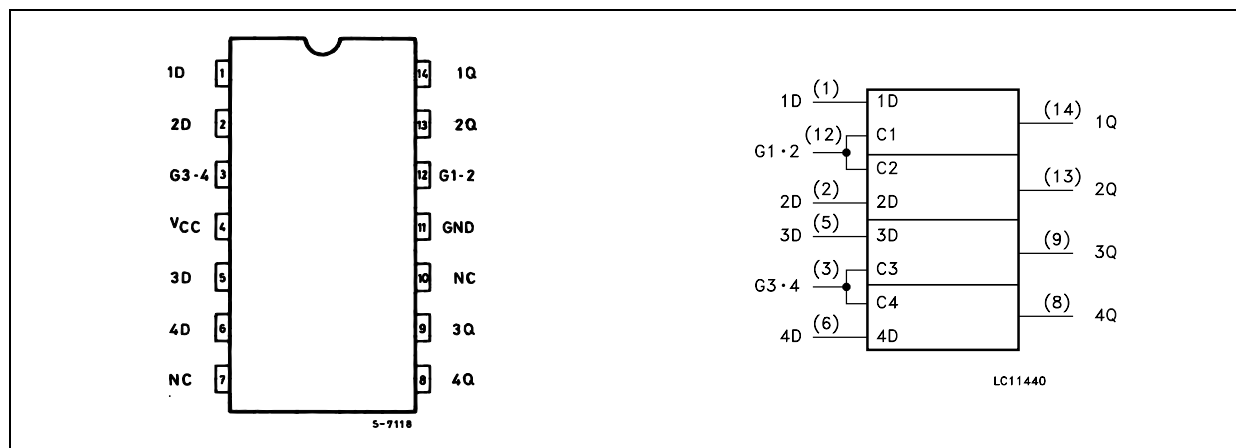 1D 1 14 1Q
2D 2 13 2Q
G3-4 3 12 G1-2
VCC 4 11 GND
3D 5 10 NC
4D 6 9 3Q
NC 7 8 4Q
S-7118
1D (1) 1D
(14) 1Q
G1·2 (12) C1
C2
(13) 2Q
2D (2) 2D
3D (5) 3D
(9) 3Q
G3·4 (3) C3
C4
(8) 4Q
4D (6) 4D
LC11440